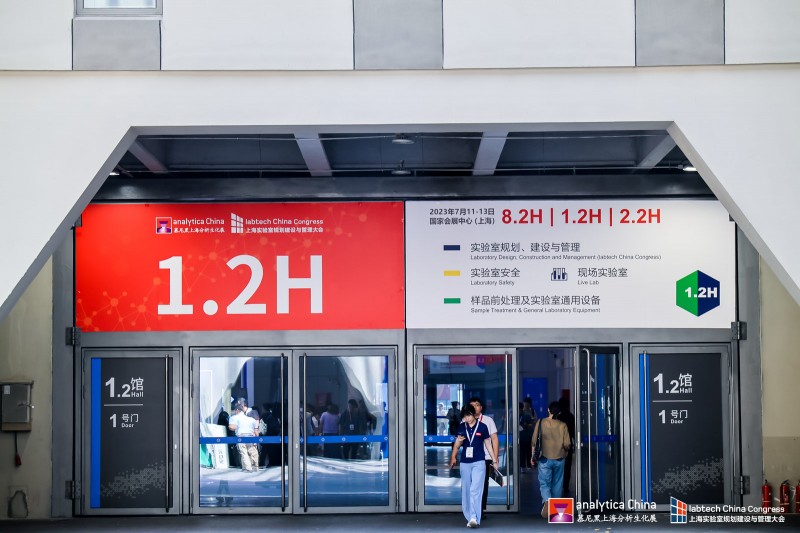 analytica China
慕尼黑上海分析生化展
labtech China Congress
上海实验室规划建设与管理大会
1.2H
2023年7月11-13日
国家会展中心(上海)
8.2H | 1.2H | 2.2H
实验室规划、建设与管理
Laboratory Design, Construction and Management (labtech China Congress)
实验室安全
Laboratory Safety
现场实验室
Live Lab
样品前处理及实验室通用设备
Sample Treatment & General Laboratory Equipment
1.2H
1.2馆
Hall
1号门
Door
1.2馆
Hall
1号门
Door
analytica China
慕尼黑上海分析生化展
labtech China Congress
上海实验室规划建设与管理大会